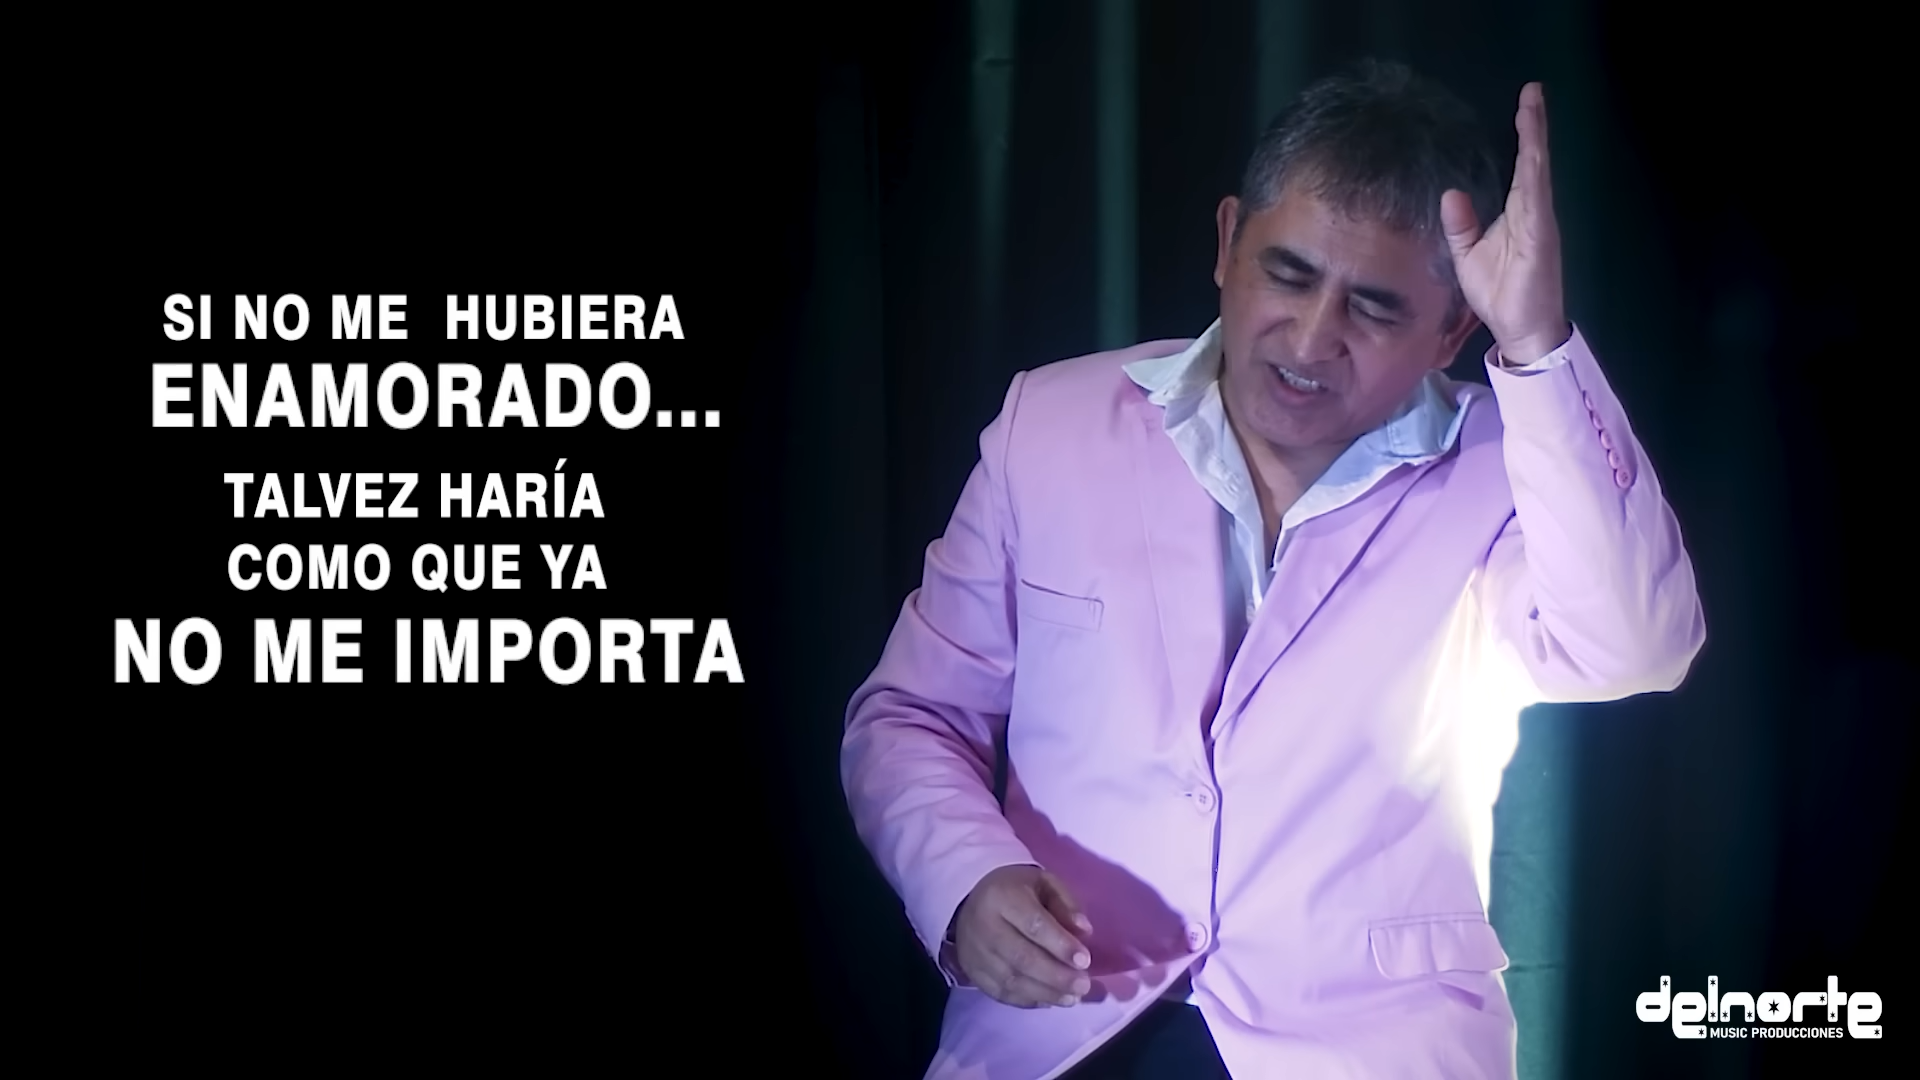 SI NO ME HUBIERA
ENAMORADO...
TALVEZ HARÍA
COMO QUE YA
NO ME IMPORTA
delnorte
MUSIC PRODUCCIONES